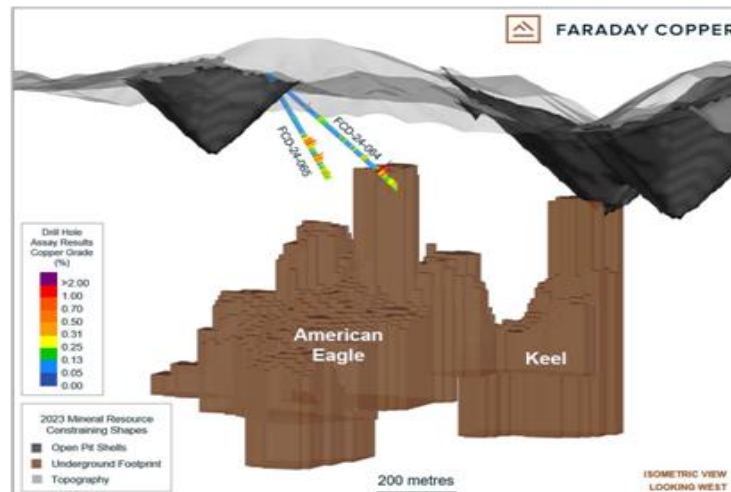 FARADAY COPPER
FCD-24-065
FCD-24-064
Drill Hole
Assay Results
Copper Grade
(%)
>2.00
1.00
0.70
0.50
0.31
0.25
0.13
0.05
0.00
American
Eagle
Keel
2023 Mineral Resource
Constraining Shapes
Open Pit Shells
Underground Footprint
Topography
200 metres
ISOMETRIC VIEW
LOOKING WEST